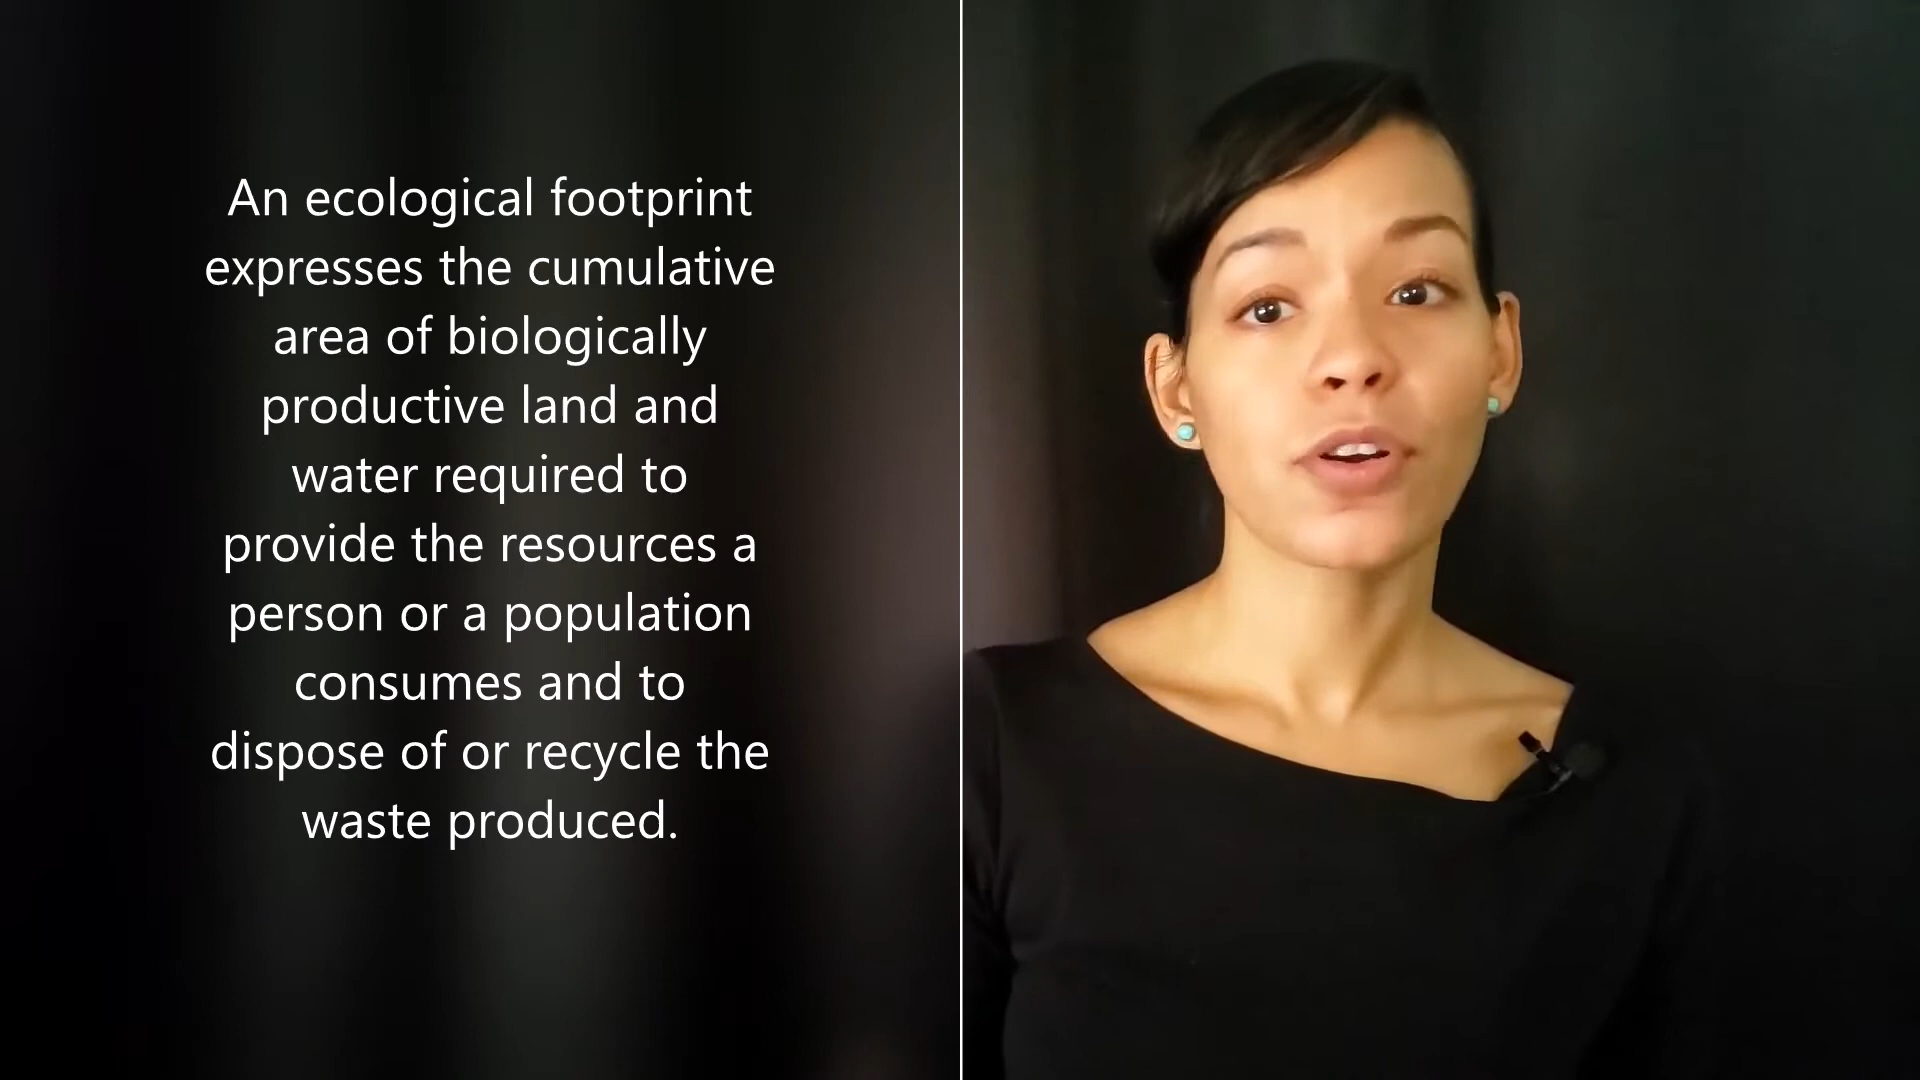 An ecological footprint
expresses the cumulative
area of biologically
productive land and
water required to
provide the resources a
person or a population
consumes and to
dispose of or recycle the
waste produced.